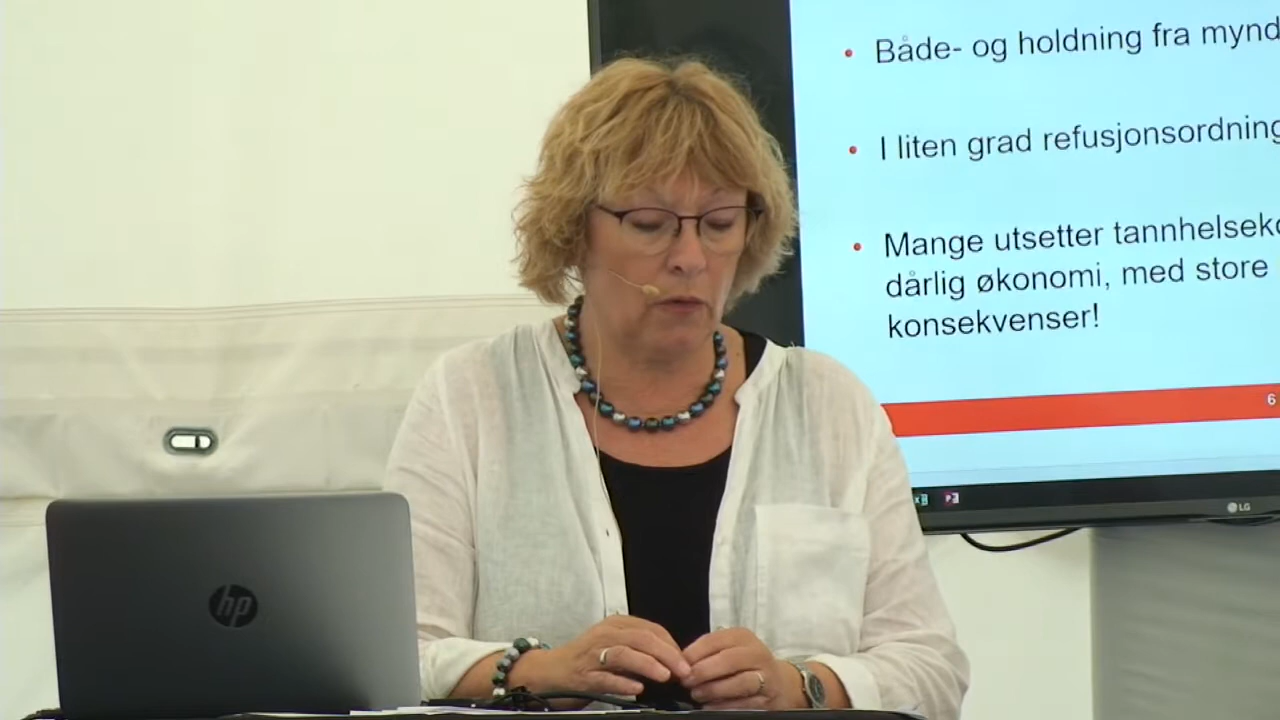 Både- og holdning fra mynd
I liten grad refusjonsordning
Mange utsetter tannhelseko
dårlig økonomi, med store
konsekvenser!
6
LG
hp